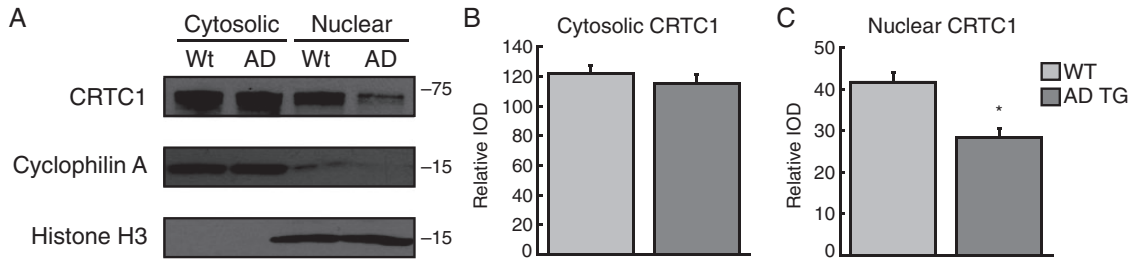 A
Cytosolic Nuclear
Wt AD Wt AD
CRTC1
–75
Cyclophilin A
–15
Histone H3
–15
B
Cytosolic CRTC1
Relative IOD
140
120
100
80
60
40
20
0
C
Nuclear CRTC1
Relative IOD
50
40
30
20
10
0
*
WT
AD TG